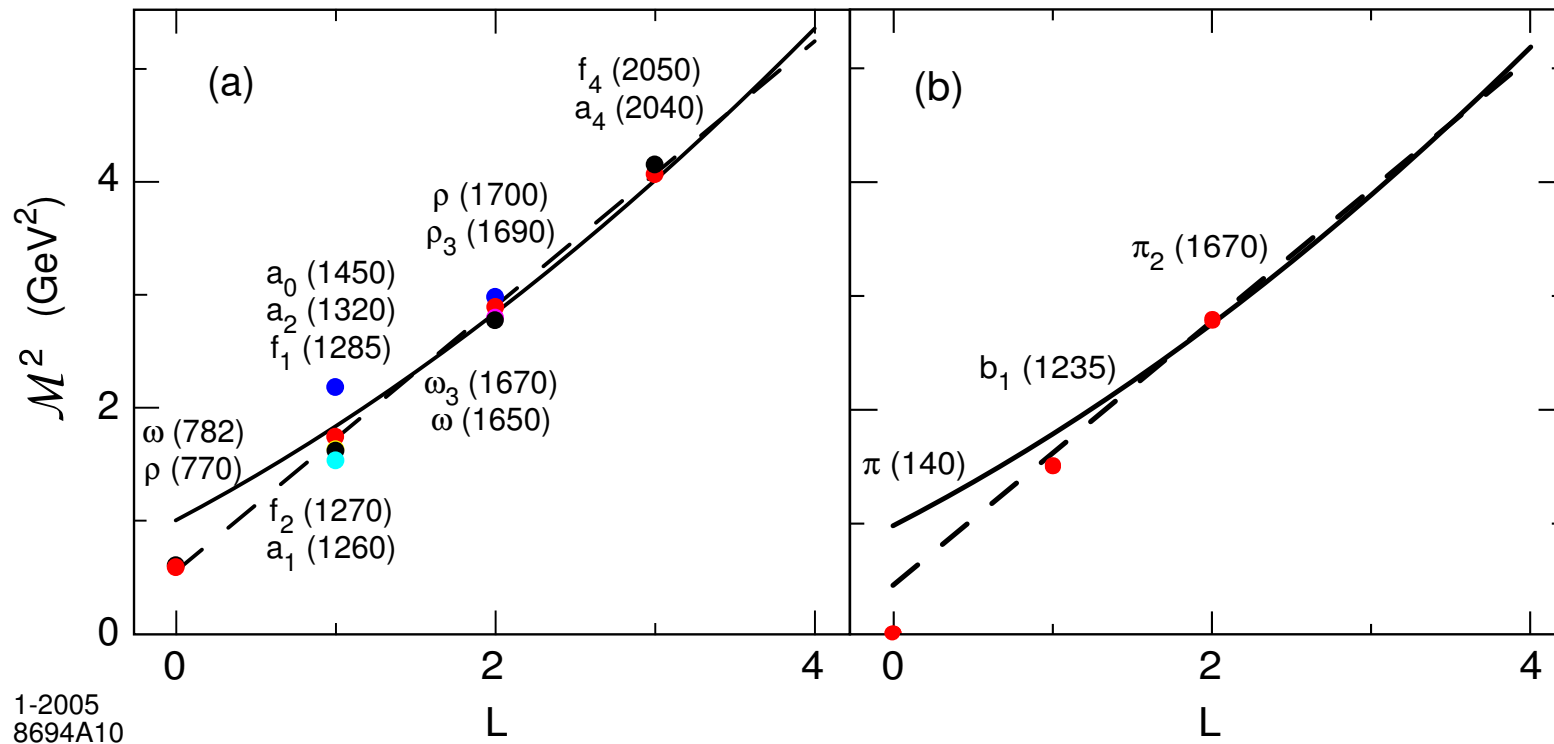 (a)
f₄ (2050)
a₄ (2040)
ρ (1700)
ρ₃ (1690)
a₀ (1450)
a₂ (1320)
f₁ (1285)
ω₃ (1670)
ω (1650)
ω (782)
ρ (770)
f₂ (1270)
a₁ (1260)
(b)
π₂ (1670)
b₁ (1235)
π (140)
ℳ² (GeV²)
4
2
0
0 2 4
0 2 4
L
L
1-2005
8694A10